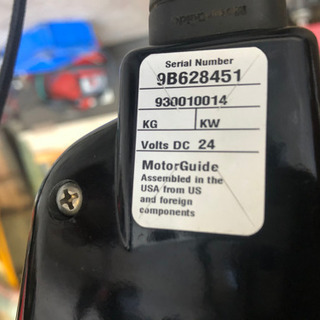 Serial Number
9B628451
930010014
KG KW
Volts DC 24
MotorGuide
Assembled in the
USA from US
and foreign
components